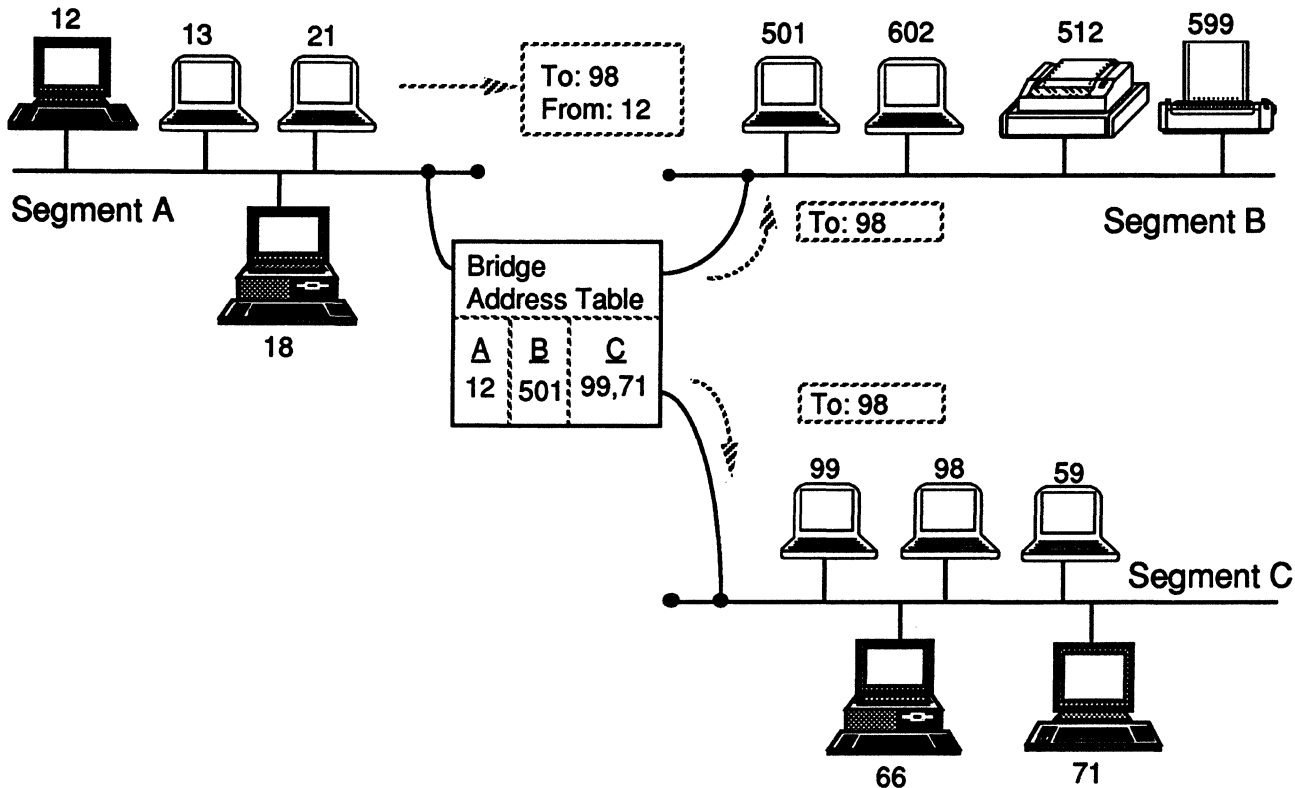 12
13
21
To: 98
From: 12
501
602
512
599
Segment A
18
To: 98
Segment B
Bridge
Address Table
A B C
12 501 99,71
To: 98
99
98
59
Segment C
66
71